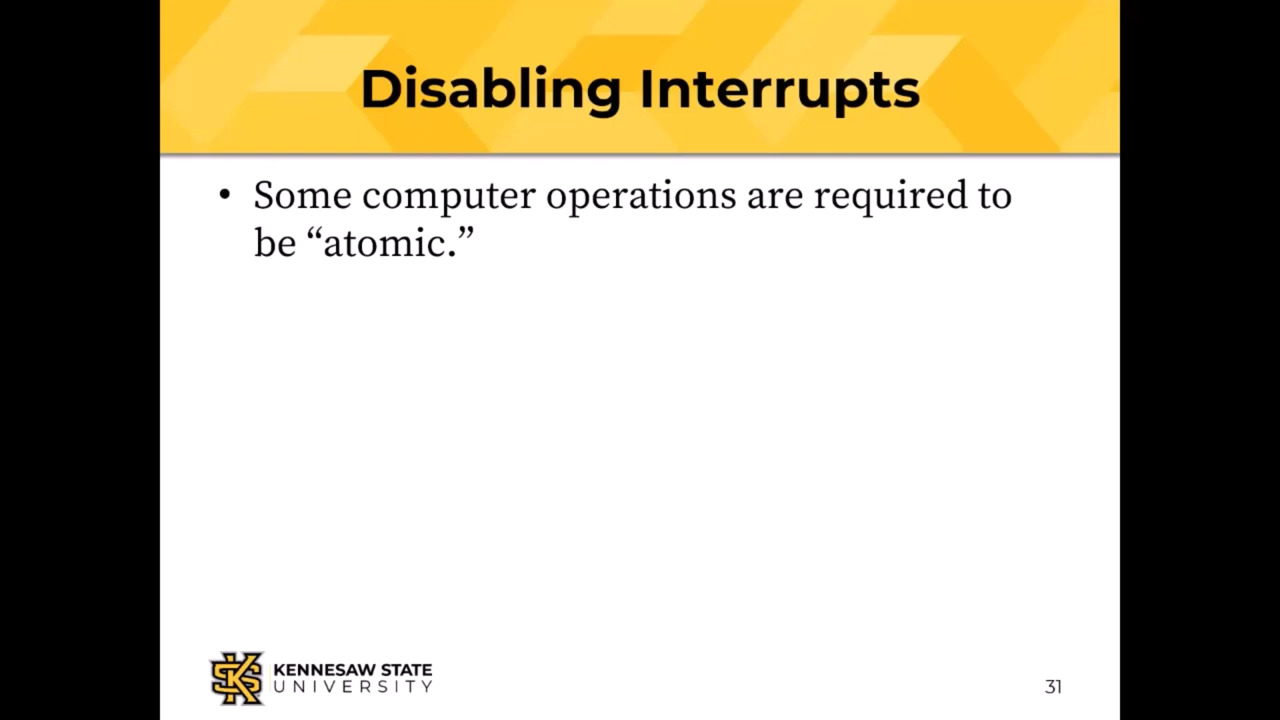 Disabling Interrupts
• Some computer operations are required to
be “atomic.”
KENNESAW STATE
UNIVERSITY
31